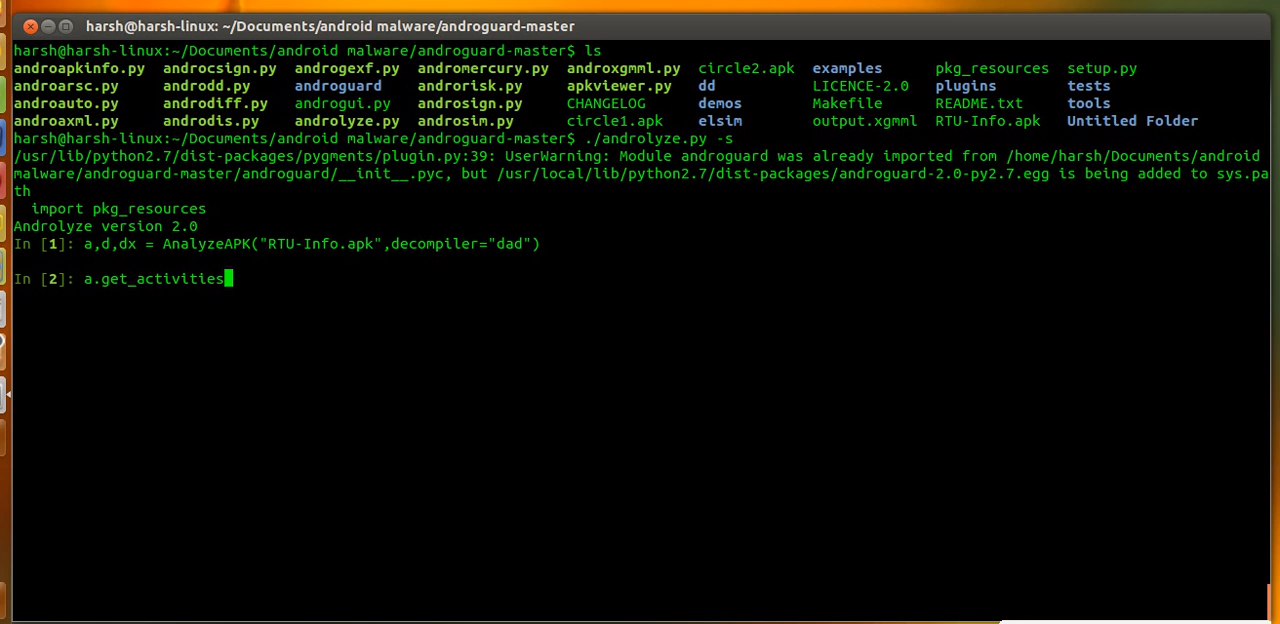 harsh@harsh-linux: ~/Documents/android malware/androguard-master
harsh@harsh-linux:~/Documents/android malware/androguard-master$ ls
androapkinfo.py androcsign.py androgexf.py andromercury.py androxgmml.py circle2.apk examples pkg_resources setup.py
androarsc.py androdd.py androguard androrisk.py apkviewer.py dd LICENCE-2.0 plugins tests
androauto.py androdiff.py androgui.py androsign.py CHANGELOG demos Makefile README.txt tools
androaxml.py androdis.py androlyze.py androsim.py circle1.apk elsim output.xgmml RTU-Info.apk Untitled Folder
harsh@harsh-linux:~/Documents/android malware/androguard-master$ ./androlyze.py -s
/usr/lib/python2.7/dist-packages/pygments/plugin.py:39: UserWarning: Module androguard was already imported from /home/harsh/Documents/android
malware/androguard-master/androguard/__init__.pyc, but /usr/local/lib/python2.7/dist-packages/androguard-2.0-py2.7.egg is being added to sys.pa
th
import pkg_resources
Androlyze version 2.0
In [1]: a,d,dx = AnalyzeAPK("RTU-Info.apk",decompiler="dad")
In [2]: a.get_activities